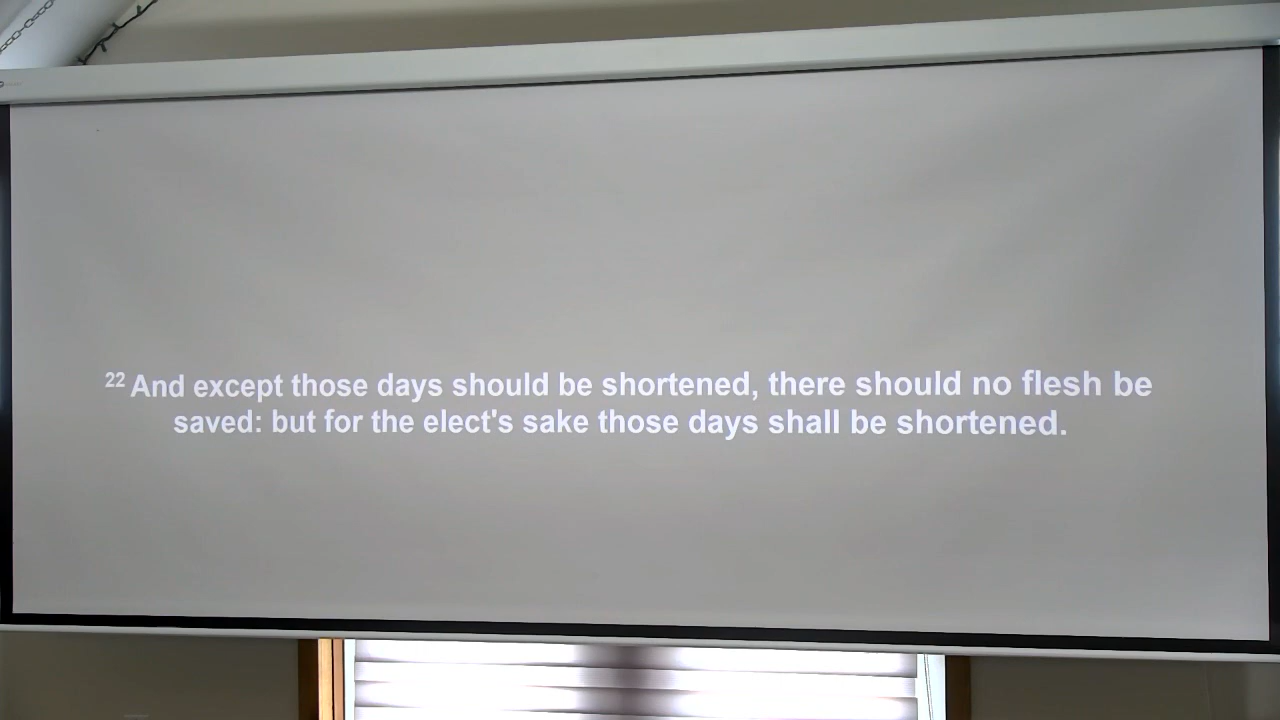 22 And except those days should be shortened, there should no flesh be
saved: but for the elect's sake those days shall be shortened.